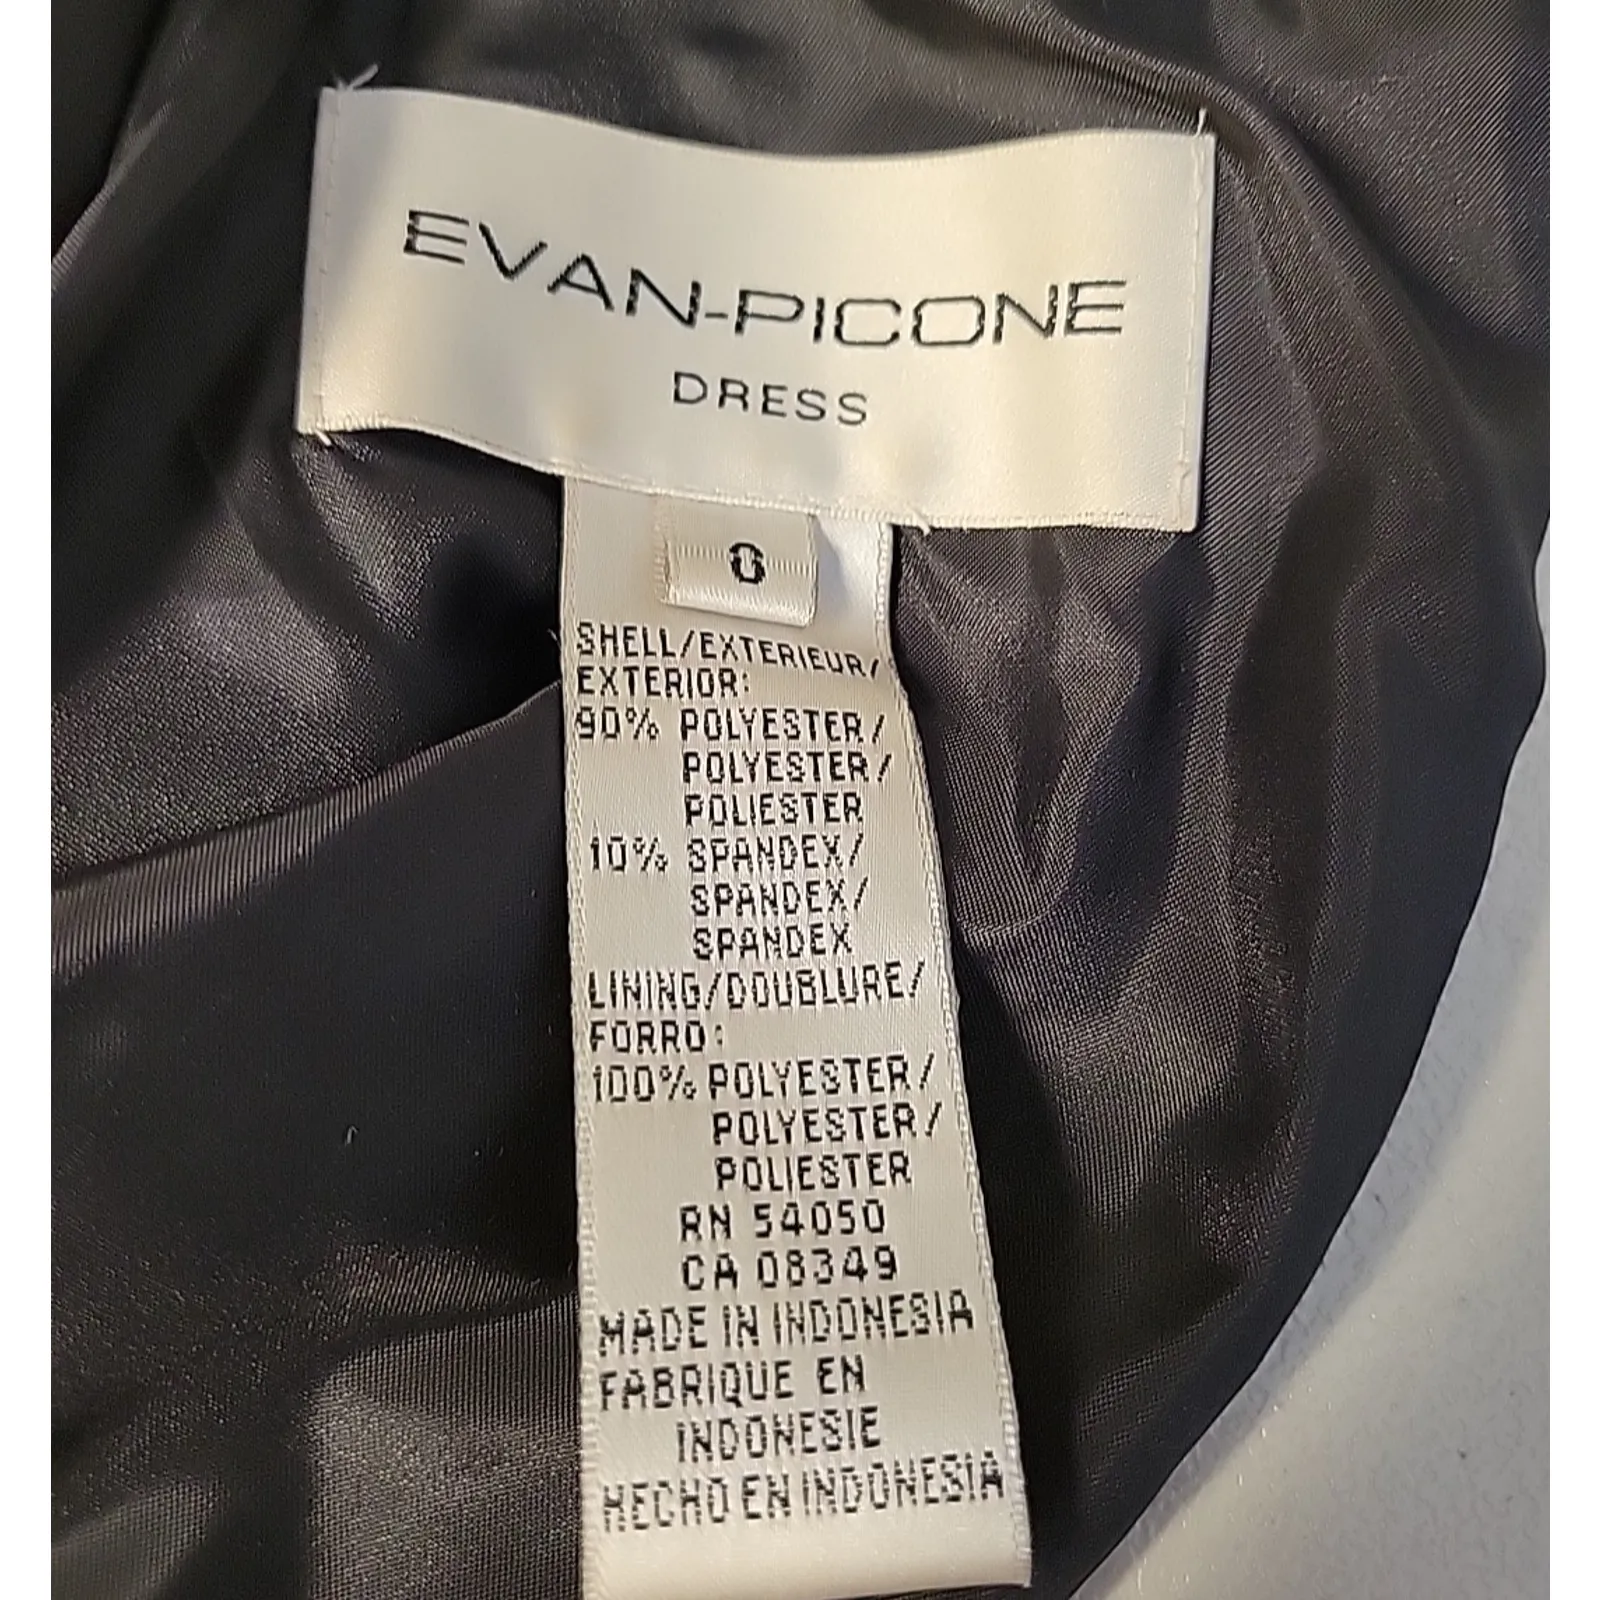 EVAN-PICONE
DRESS
SHELL/EXTERIEUR/
EXTERIOR:
90% POLYESTER/
POLYESTER/
POLIESTER
10% SPANDEX/
SPANDEX/
SPANDEX
LINING/DOUBLURE/
FORRO:
100% POLYESTER/
POLYESTER/
POLIESTER
RN 54050
CA 08349
MADE IN INDONESIA
FABRIQUE EN
INDONESIE
HECHO EN INDONESIA